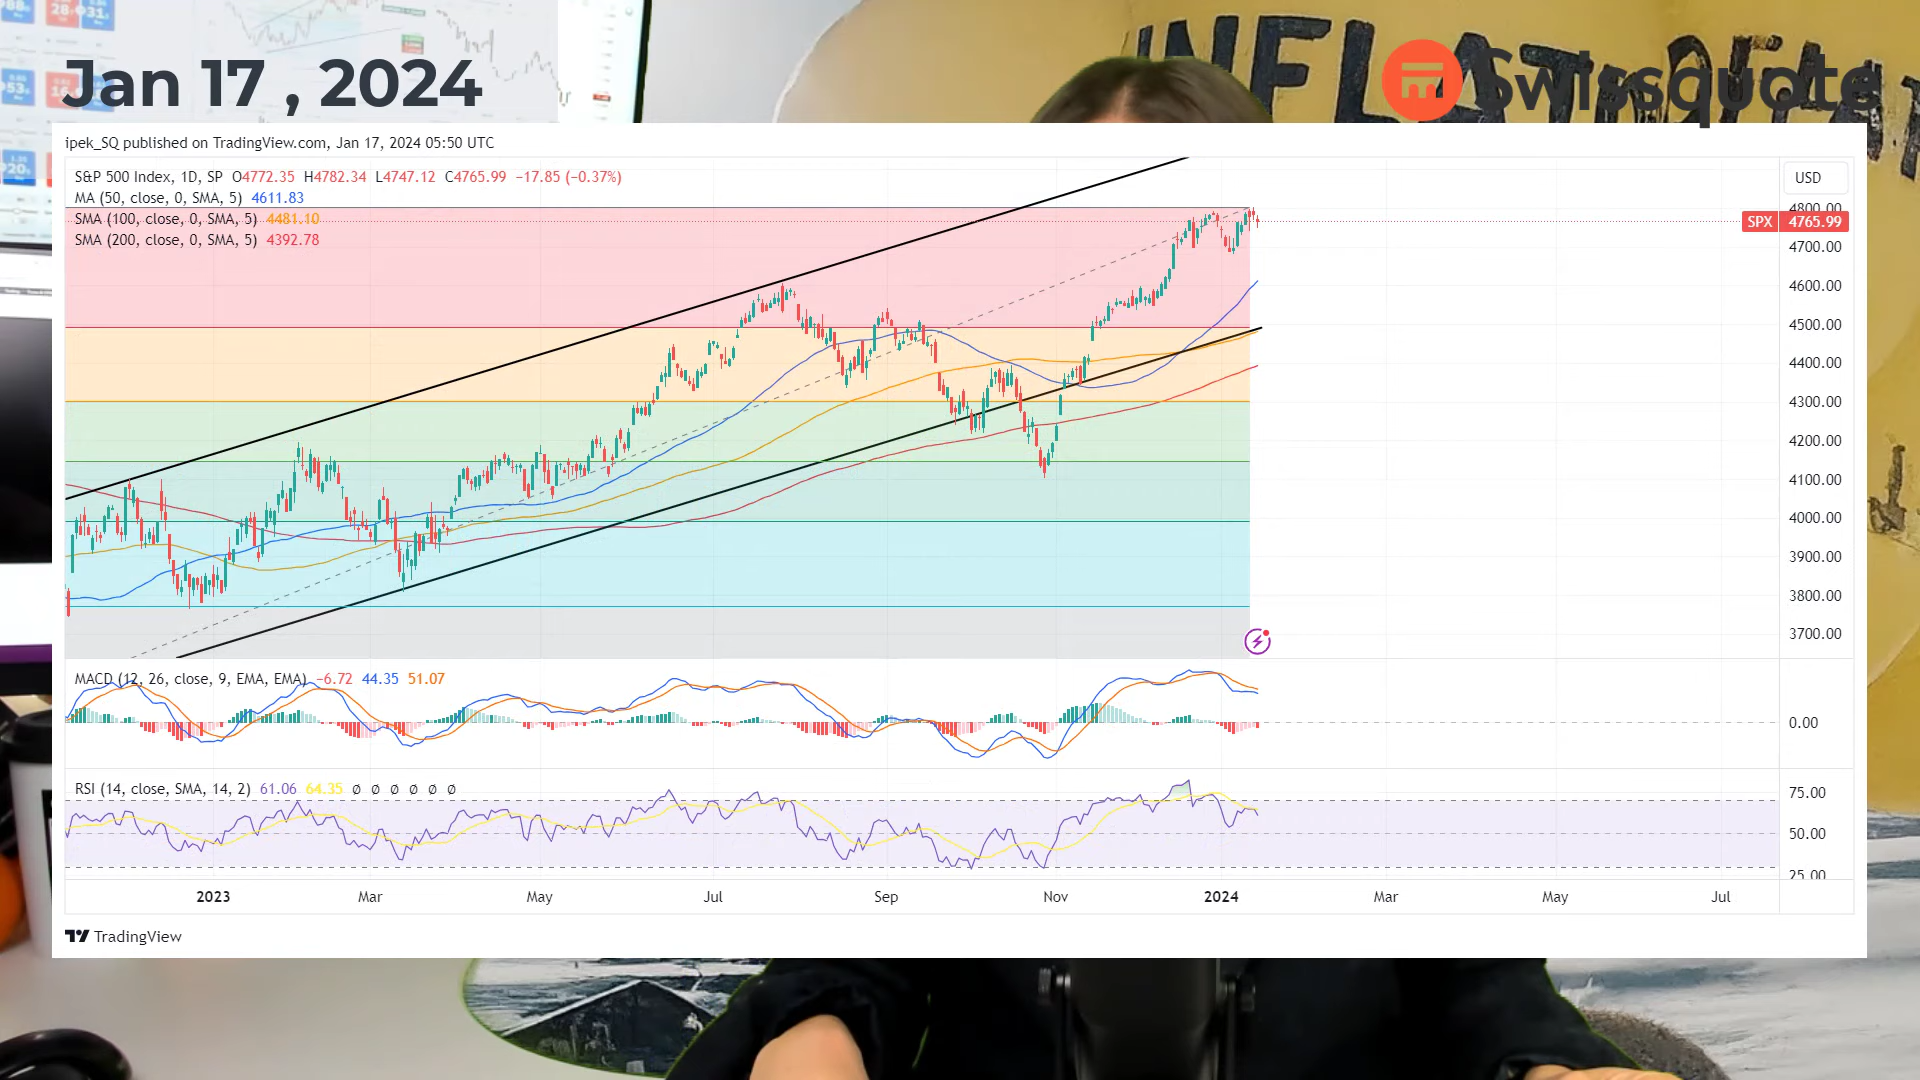 Jan 17 , 2024
INFLAT
Swissquote
ipek_SQ published on TradingView.com, Jan 17, 2024 05:50 UTC
S&P 500 Index, 1D, SP O4772.35 H4782.34 L4747.12 C4765.99 −17.85 (−0.37%)
MA (50, close, 0, SMA, 5) 4611.83
SMA (100, close, 0, SMA, 5) 4481.10
SMA (200, close, 0, SMA, 5) 4392.78
USD
4800.00
SPX 4765.99
4700.00
4600.00
4500.00
4400.00
4300.00
4200.00
4100.00
4000.00
3900.00
3800.00
3700.00
MACD (12, 26, close, 9, EMA, EMA) −6.72 44.35 51.07
0.00
RSI (14, close, SMA, 14, 2) 61.06 64.35 ø ø ø ø ø ø
75.00
50.00
25.00
2023 Mar May Jul Sep Nov 2024 Mar May Jul
TradingView